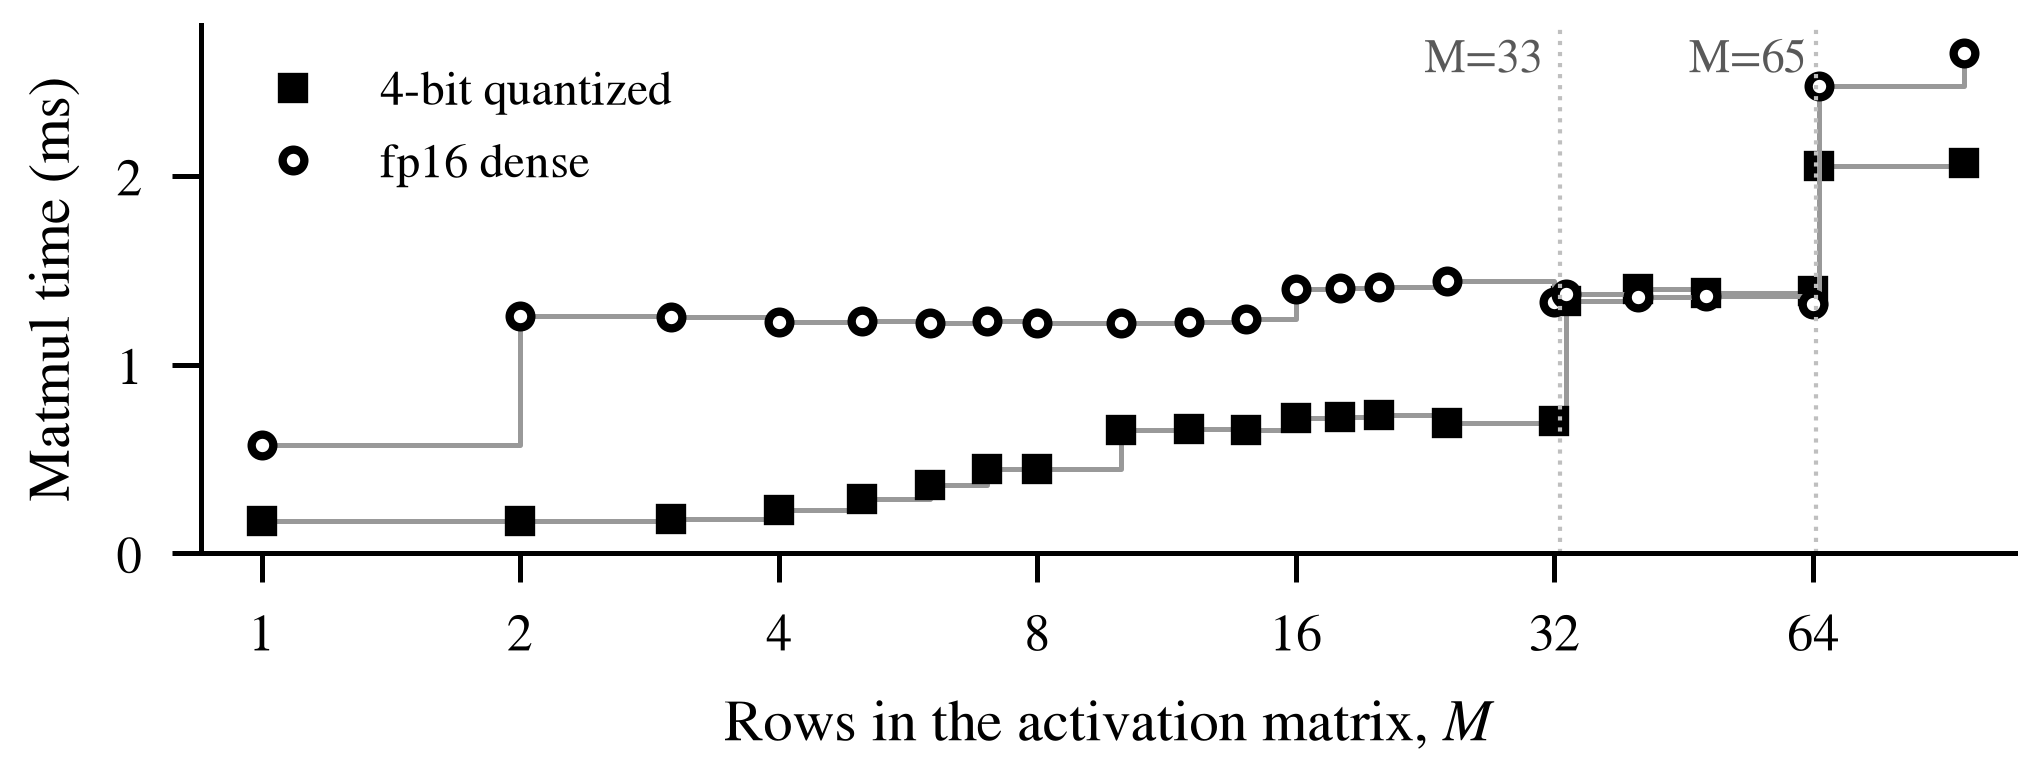 M=33
M=65
4-bit quantized
fp16 dense
Matmul time (ms)
2
1
0
1
2
4
8
16
32
64
Rows in the activation matrix, M